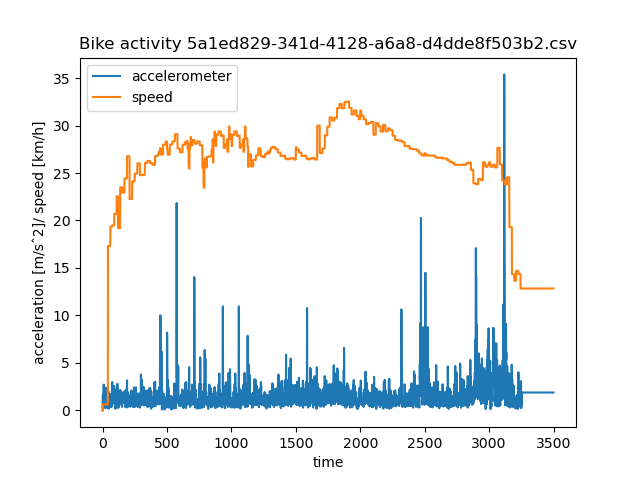 Bike activity 5a1ed829-341d-4128-a6a8-d4dde8f503b2.csv
accelerometer
speed
35
30
25
20
15
10
5
0
acceleration [m/s^2]/ speed [km/h]
0 500 1000 1500 2000 2500 3000 3500
time